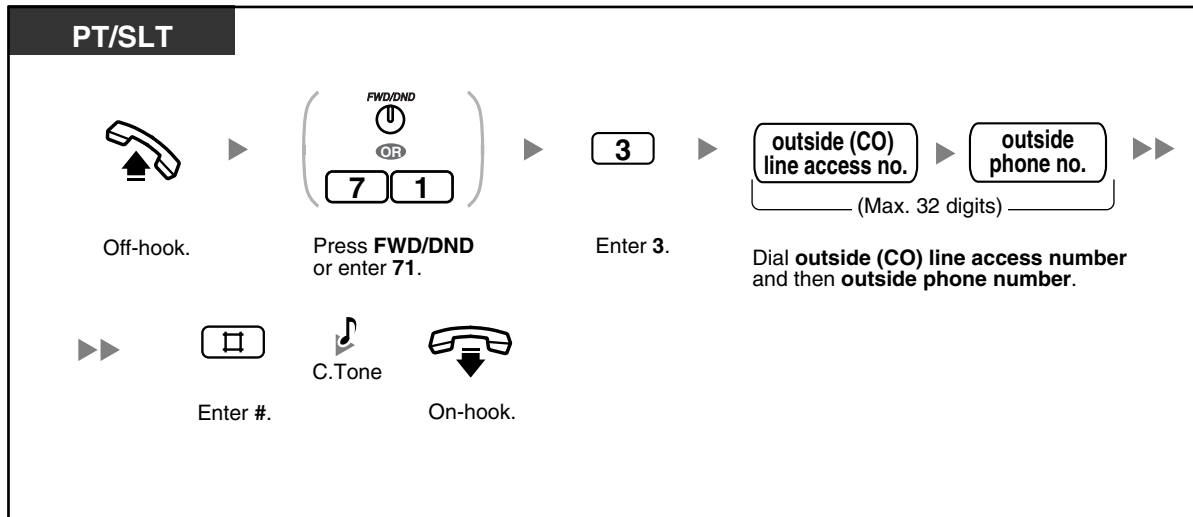 PT/SLT
FWD/DND
OR
7 1
3
outside (CO)
line access no.
outside
phone no.
(Max. 32 digits)
Off-hook.
Press FWD/DND
or enter 71.
Enter 3.
Dial outside (CO) line access number
and then outside phone number.
#
C.Tone
Enter #.
On-hook.